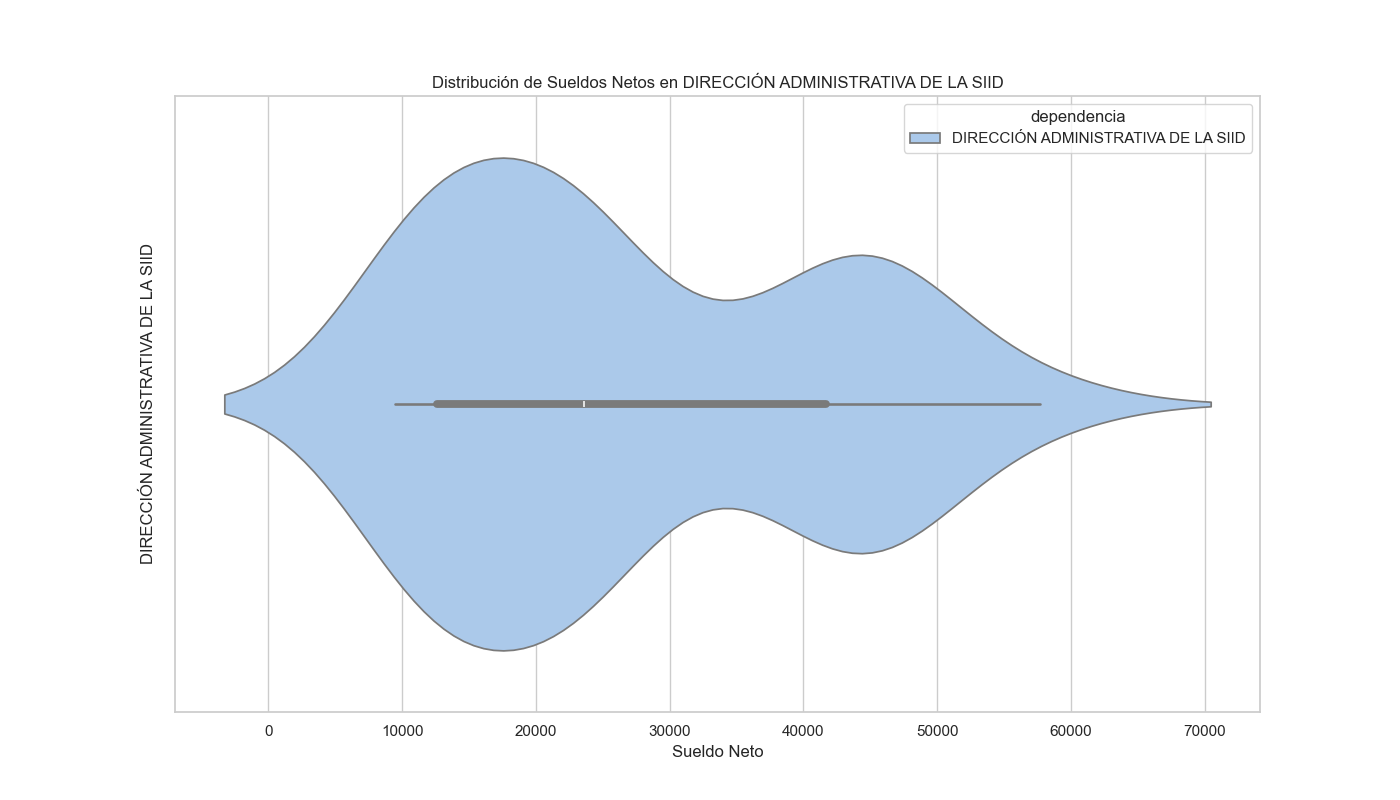 Distribución de Sueldos Netos en DIRECCIÓN ADMINISTRATIVA DE LA SIID
dependencia
DIRECCIÓN ADMINISTRATIVA DE LA SIID
DIRECCIÓN ADMINISTRATIVA DE LA SIID
0 10000 20000 30000 40000 50000 60000 70000
Sueldo Neto